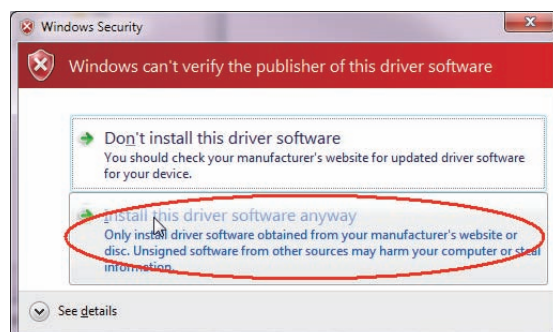 Windows Security
Windows can't verify the publisher of this driver software
Don't install this driver software
You should check your manufacturer's website for updated driver software
for your device.
Install this driver software anyway
Only install driver software obtained from your manufacturer's website or
disc. Unsigned software from other sources may harm your computer or steal
information.
See details